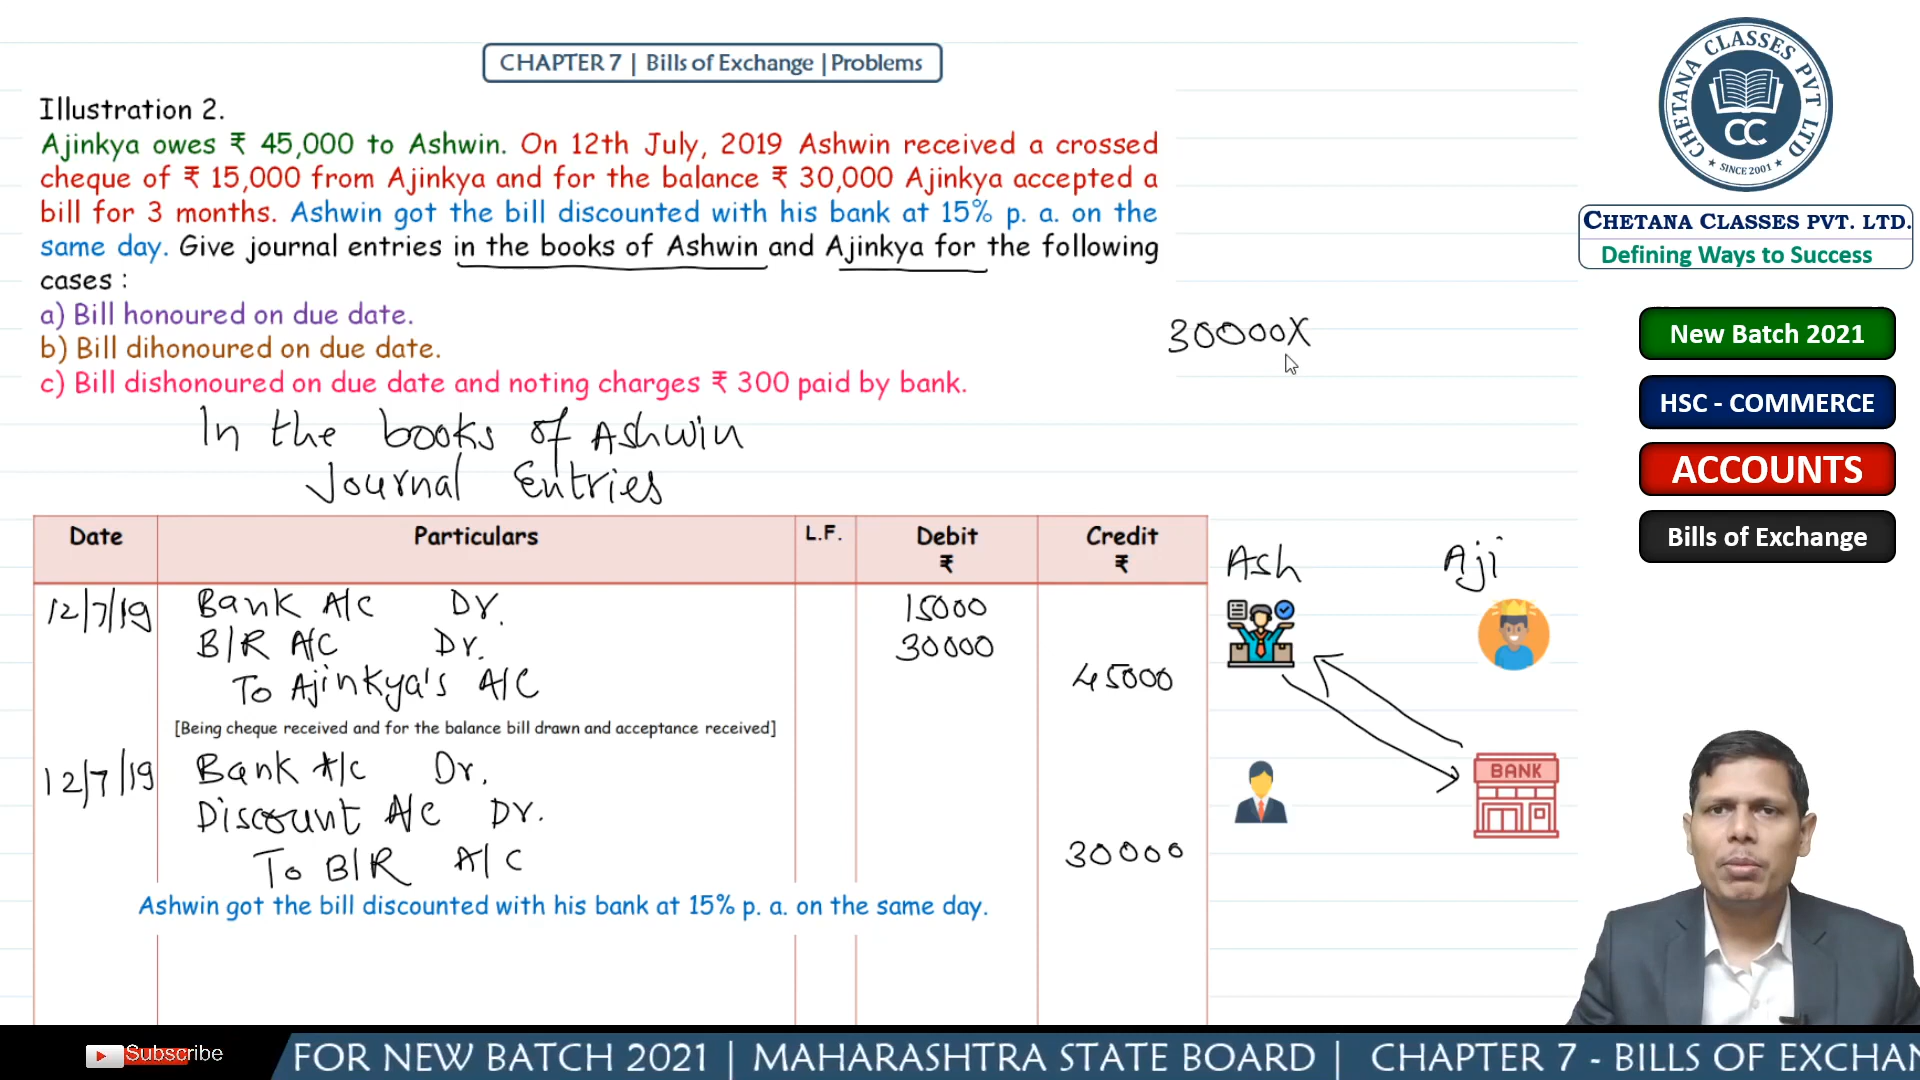 CHAPTER 7 | Bills of Exchange | Problems
Illustration 2.
Ajinkya owes ₹ 45,000 to Ashwin. On 12th July, 2019 Ashwin received a crossed
cheque of ₹ 15,000 from Ajinkya and for the balance ₹ 30,000 Ajinkya accepted a
bill for 3 months. Ashwin got the bill discounted with his bank at 15% p. a. on the
same day. Give journal entries in the books of Ashwin and Ajinkya for the following
cases :
a) Bill honoured on due date.
b) Bill dihonoured on due date.
c) Bill dishonoured on due date and noting charges ₹ 300 paid by bank.
30000X
In the books of Ashwin
Journal Entries
Date Particulars L.F. Debit ₹ Credit ₹
12/7/19 Bank A/c Dr. 15000
B/R A/C Dr. 30000
To Ajinkya's A/C 45000
[Being cheque received and for the balance bill drawn and acceptance received]
12/7/19 Bank A/c Dr.
Discount A/C Dr.
To B/R A/C 30000
Ashwin got the bill discounted with his bank at 15% p. a. on the same day.
Ash Aji
BANK
CHETANA CLASSES PVT LTD
CC
SINCE 2001
CHETANA CLASSES PVT. LTD.
Defining Ways to Success
New Batch 2021
HSC - COMMERCE
ACCOUNTS
Bills of Exchange
Subscribe
FOR NEW BATCH 2021 | MAHARASHTRA STATE BOARD | CHAPTER 7 - BILLS OF EXCHAN